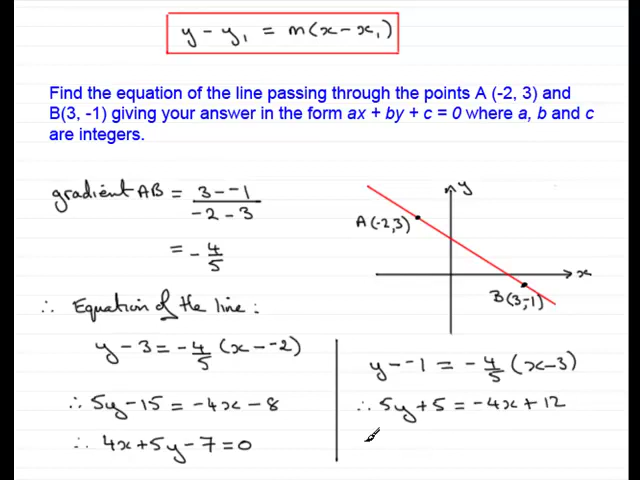 y - y₁ = m(x - x₁)
Find the equation of the line passing through the points A (-2, 3) and
B(3, -1) giving your answer in the form ax + by + c = 0 where a, b and c
are integers.
gradient AB = 3 - -1 / -2 - 3
= - 4/5
y
A(-2,3)
x
B(3,-1)
∴ Equation of the line:
y - 3 = - 4/5 (x - -2)
∴ 5y - 15 = -4x - 8
∴ 4x + 5y - 7 = 0
y - -1 = - 4/5 (x - 3)
∴ 5y + 5 = -4x + 12